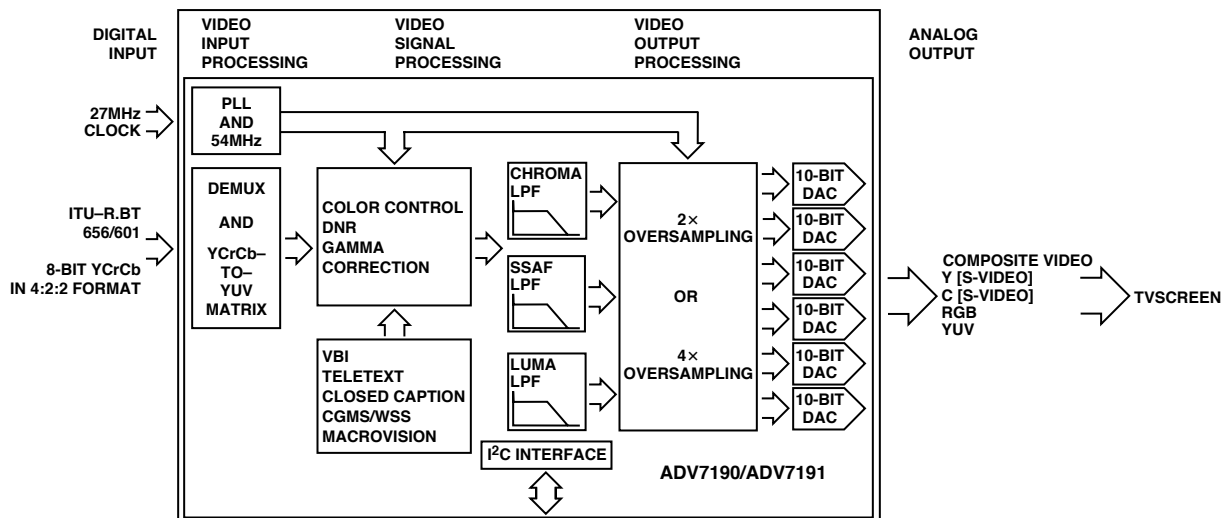 DIGITAL
INPUT
VIDEO
INPUT
PROCESSING
VIDEO
SIGNAL
PROCESSING
VIDEO
OUTPUT
PROCESSING
ANALOG
OUTPUT
27MHz
CLOCK
PLL
AND
54MHz
ITU–R.BT
656/601
8-BIT YCrCb
IN 4:2:2 FORMAT
DEMUX
AND
YCrCb–
TO–
YUV
MATRIX
COLOR CONTROL
DNR
GAMMA
CORRECTION
VBI
TELETEXT
CLOSED CAPTION
CGMS/WSS
MACROVISION
CHROMA
LPF
SSAF
LPF
LUMA
LPF
I2C INTERFACE
2×
OVERSAMPLING
OR
4×
OVERSAMPLING
10-BIT
DAC
10-BIT
DAC
10-BIT
DAC
10-BIT
DAC
10-BIT
DAC
10-BIT
DAC
ADV7190/ADV7191
COMPOSITE VIDEO
Y [S-VIDEO]
C [S-VIDEO]
RGB
YUV
TVSCREEN